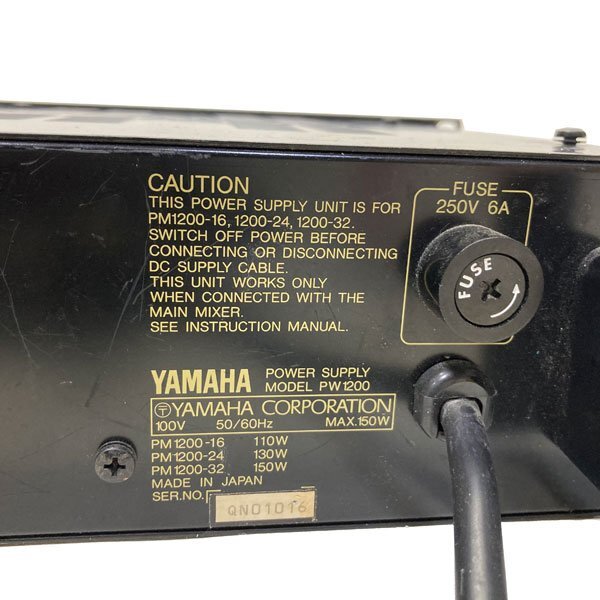 CAUTION
THIS POWER SUPPLY UNIT IS FOR
PM1200-16, 1200-24, 1200-32.
SWITCH OFF POWER BEFORE
CONNECTING OR DISCONNECTING
DC SUPPLY CABLE.
THIS UNIT WORKS ONLY
WHEN CONNECTED WITH THE
MAIN MIXER.
SEE INSTRUCTION MANUAL.
FUSE
250V 6A
FUSE
YAMAHA POWER SUPPLY
MODEL PW1200
YAMAHA CORPORATION
100V 50/60Hz MAX.150W
PM1200-16 110W
PM1200-24 130W
PM1200-32 150W
MADE IN JAPAN
SER.NO. QN01016